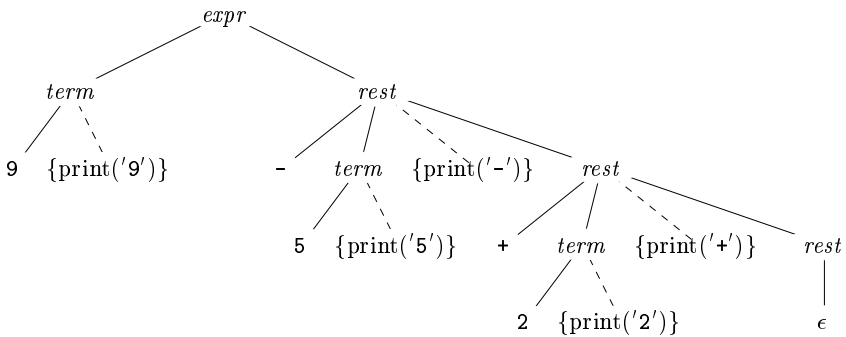 expr
term rest
9 {print('9')} - term {print('-')} rest
5 {print('5')} + term {print('+')} rest
2 {print('2')} ϵ